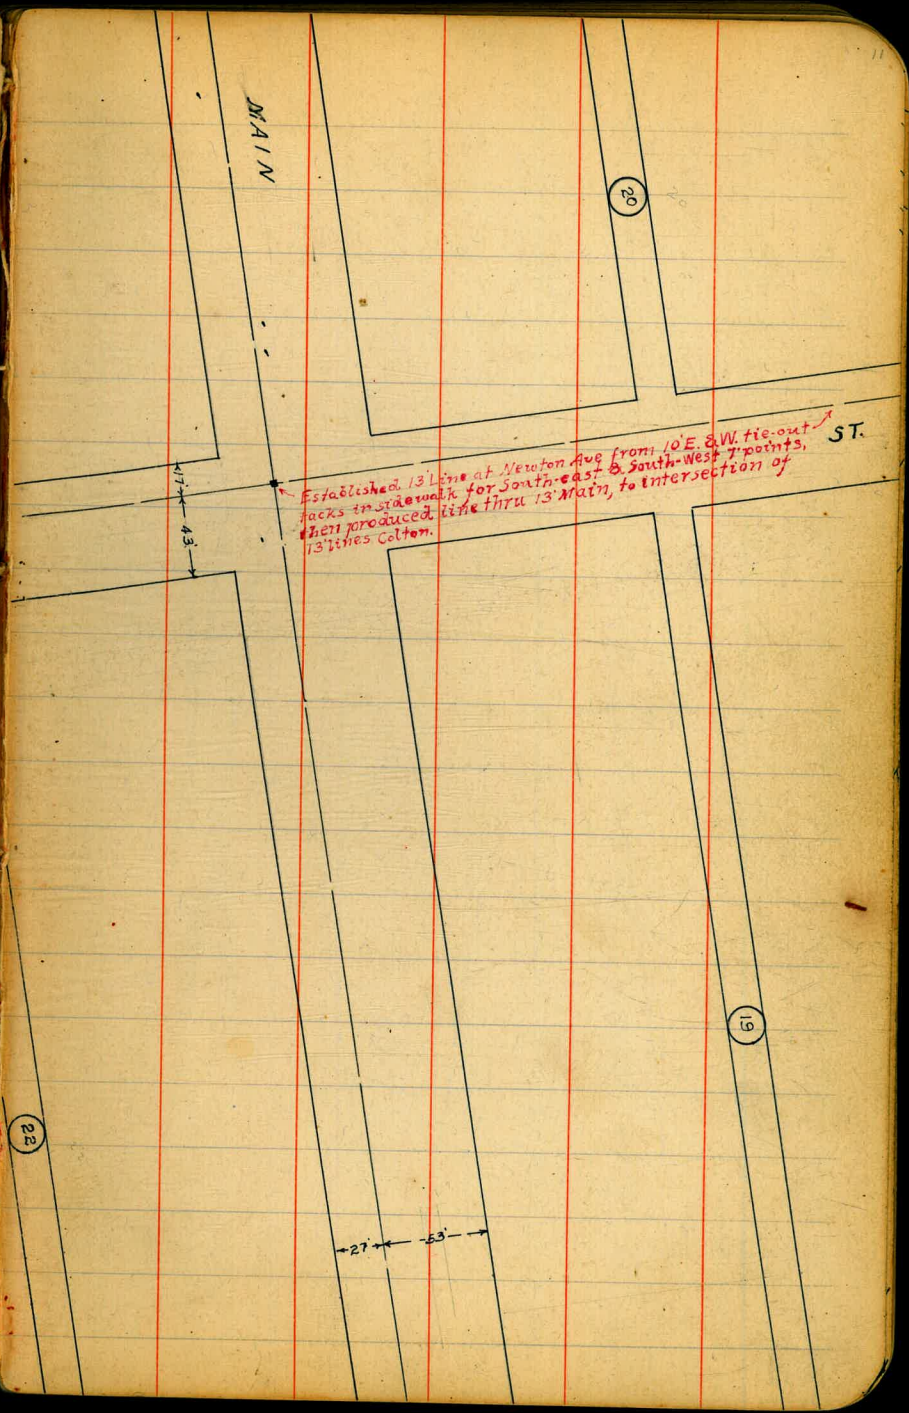 11
MAIN
20
20
ST.
Established 13' Line at Newton Ave from 10' E. & W. tie-out
tacks in sidewalk for South-east & South-West 7' points,
then produced line thru 13' Main, to intersection of
13' lines Colton.
17'
43'
19
22
27'
53'